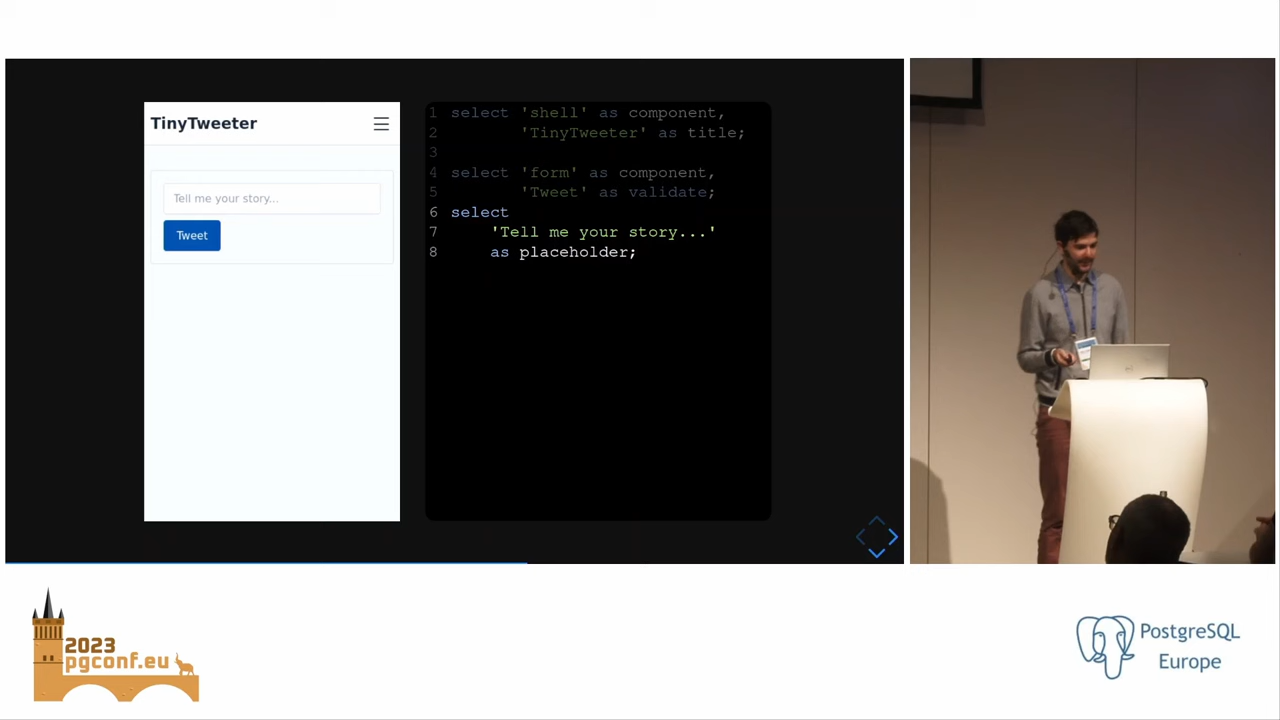 TinyTweeter
Tell me your story...
Tweet
1 select 'shell' as component,
2 'TinyTweeter' as title;
3
4 select 'form' as component,
5 'Tweet' as validate;
6 select
7 'Tell me your story...'
8 as placeholder;
2023
pgconf.eu
PostgreSQL
Europe